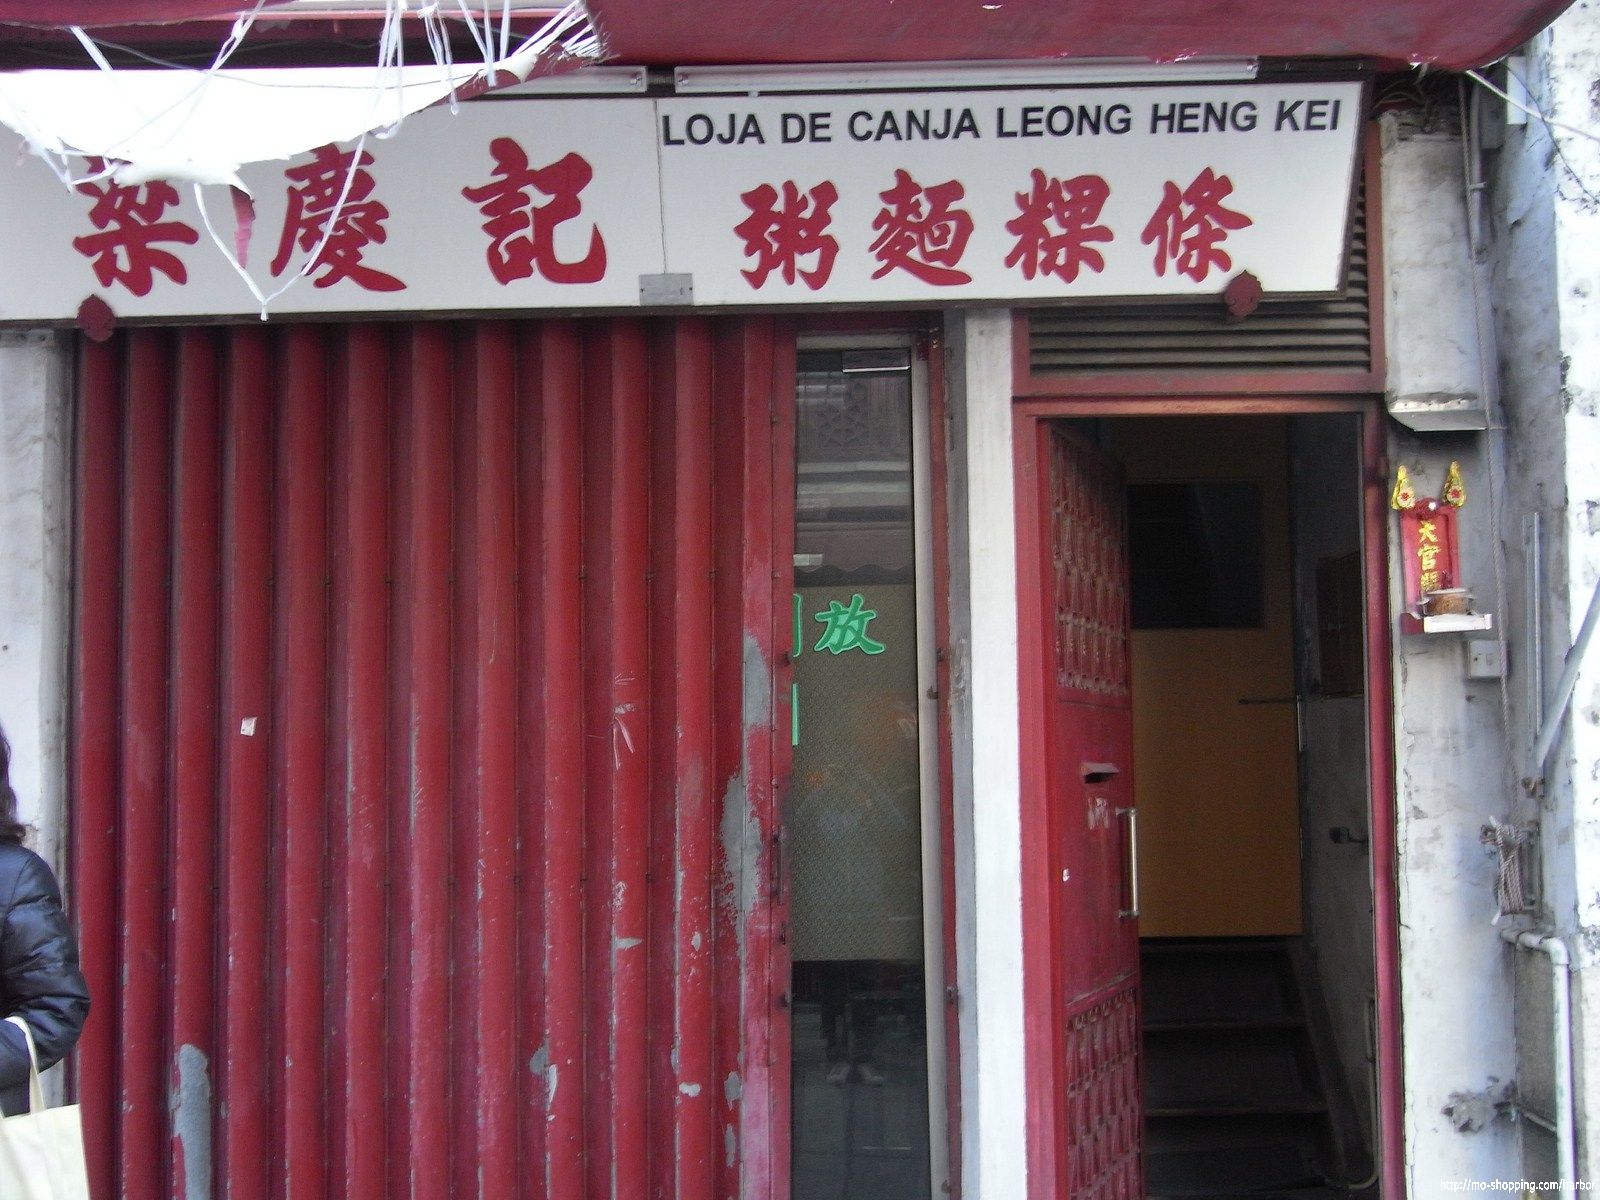 LOJA DE CANJA LEONG HENG KEI
梁慶記 粥麵粿條
放
天官賜
http://mo-shopping.com/harbor